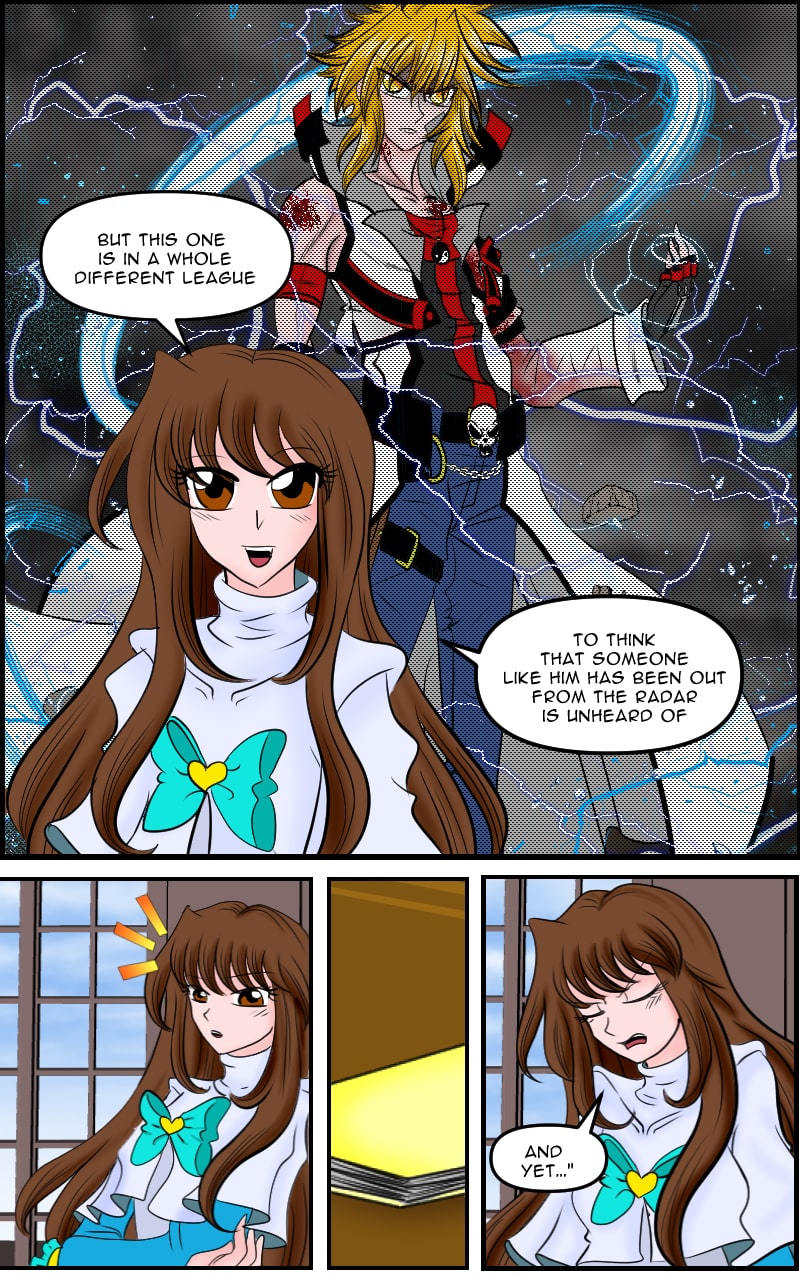 BUT THIS ONE
IS IN A WHOLE
DIFFERENT LEAGUE
TO THINK
THAT SOMEONE
LIKE HIM HAS BEEN OUT
FROM THE RADAR
IS UNHEARD OF
AND
YET..."